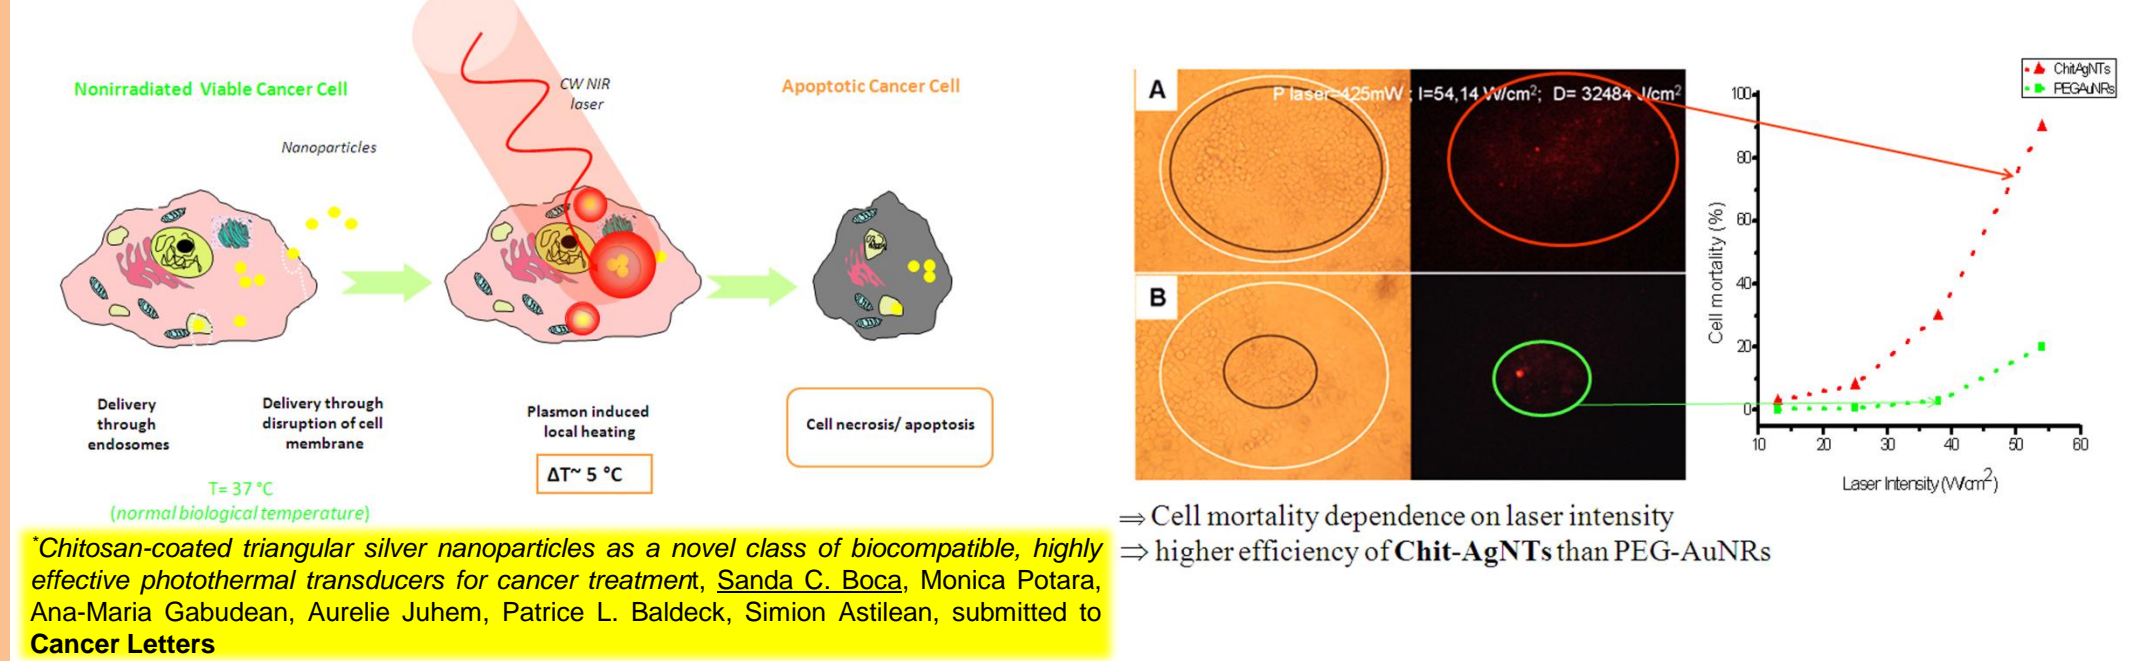 Nonirradiated Viable Cancer Cell
Nanoparticles
CW NIR
laser
Apoptotic Cancer Cell
Delivery
through
endosomes
Delivery through
disruption of cell
membrane
Plasmon induced
local heating
ΔT~ 5 °C
Cell necrosis/ apoptosis
T= 37 °C
(normal biological temperature)
*Chitosan-coated triangular silver nanoparticles as a novel class of biocompatible, highly
effective photothermal transducers for cancer treatment, Sanda C. Boca, Monica Potara,
Ana-Maria Gabudean, Aurelie Juhem, Patrice L. Baldeck, Simion Astilean, submitted to
Cancer Letters
A
P laser=425mW ; I=54,14 W/cm²; D= 32484 J/cm²
B
ChitAgNTs
PEGAuNRs
Cell mortality (%)
100
80
60
40
20
0
10 20 30 40 50 60
Laser Intensity (W/cm²)
⇒ Cell mortality dependence on laser intensity
⇒ higher efficiency of Chit-AgNTs than PEG-AuNRs